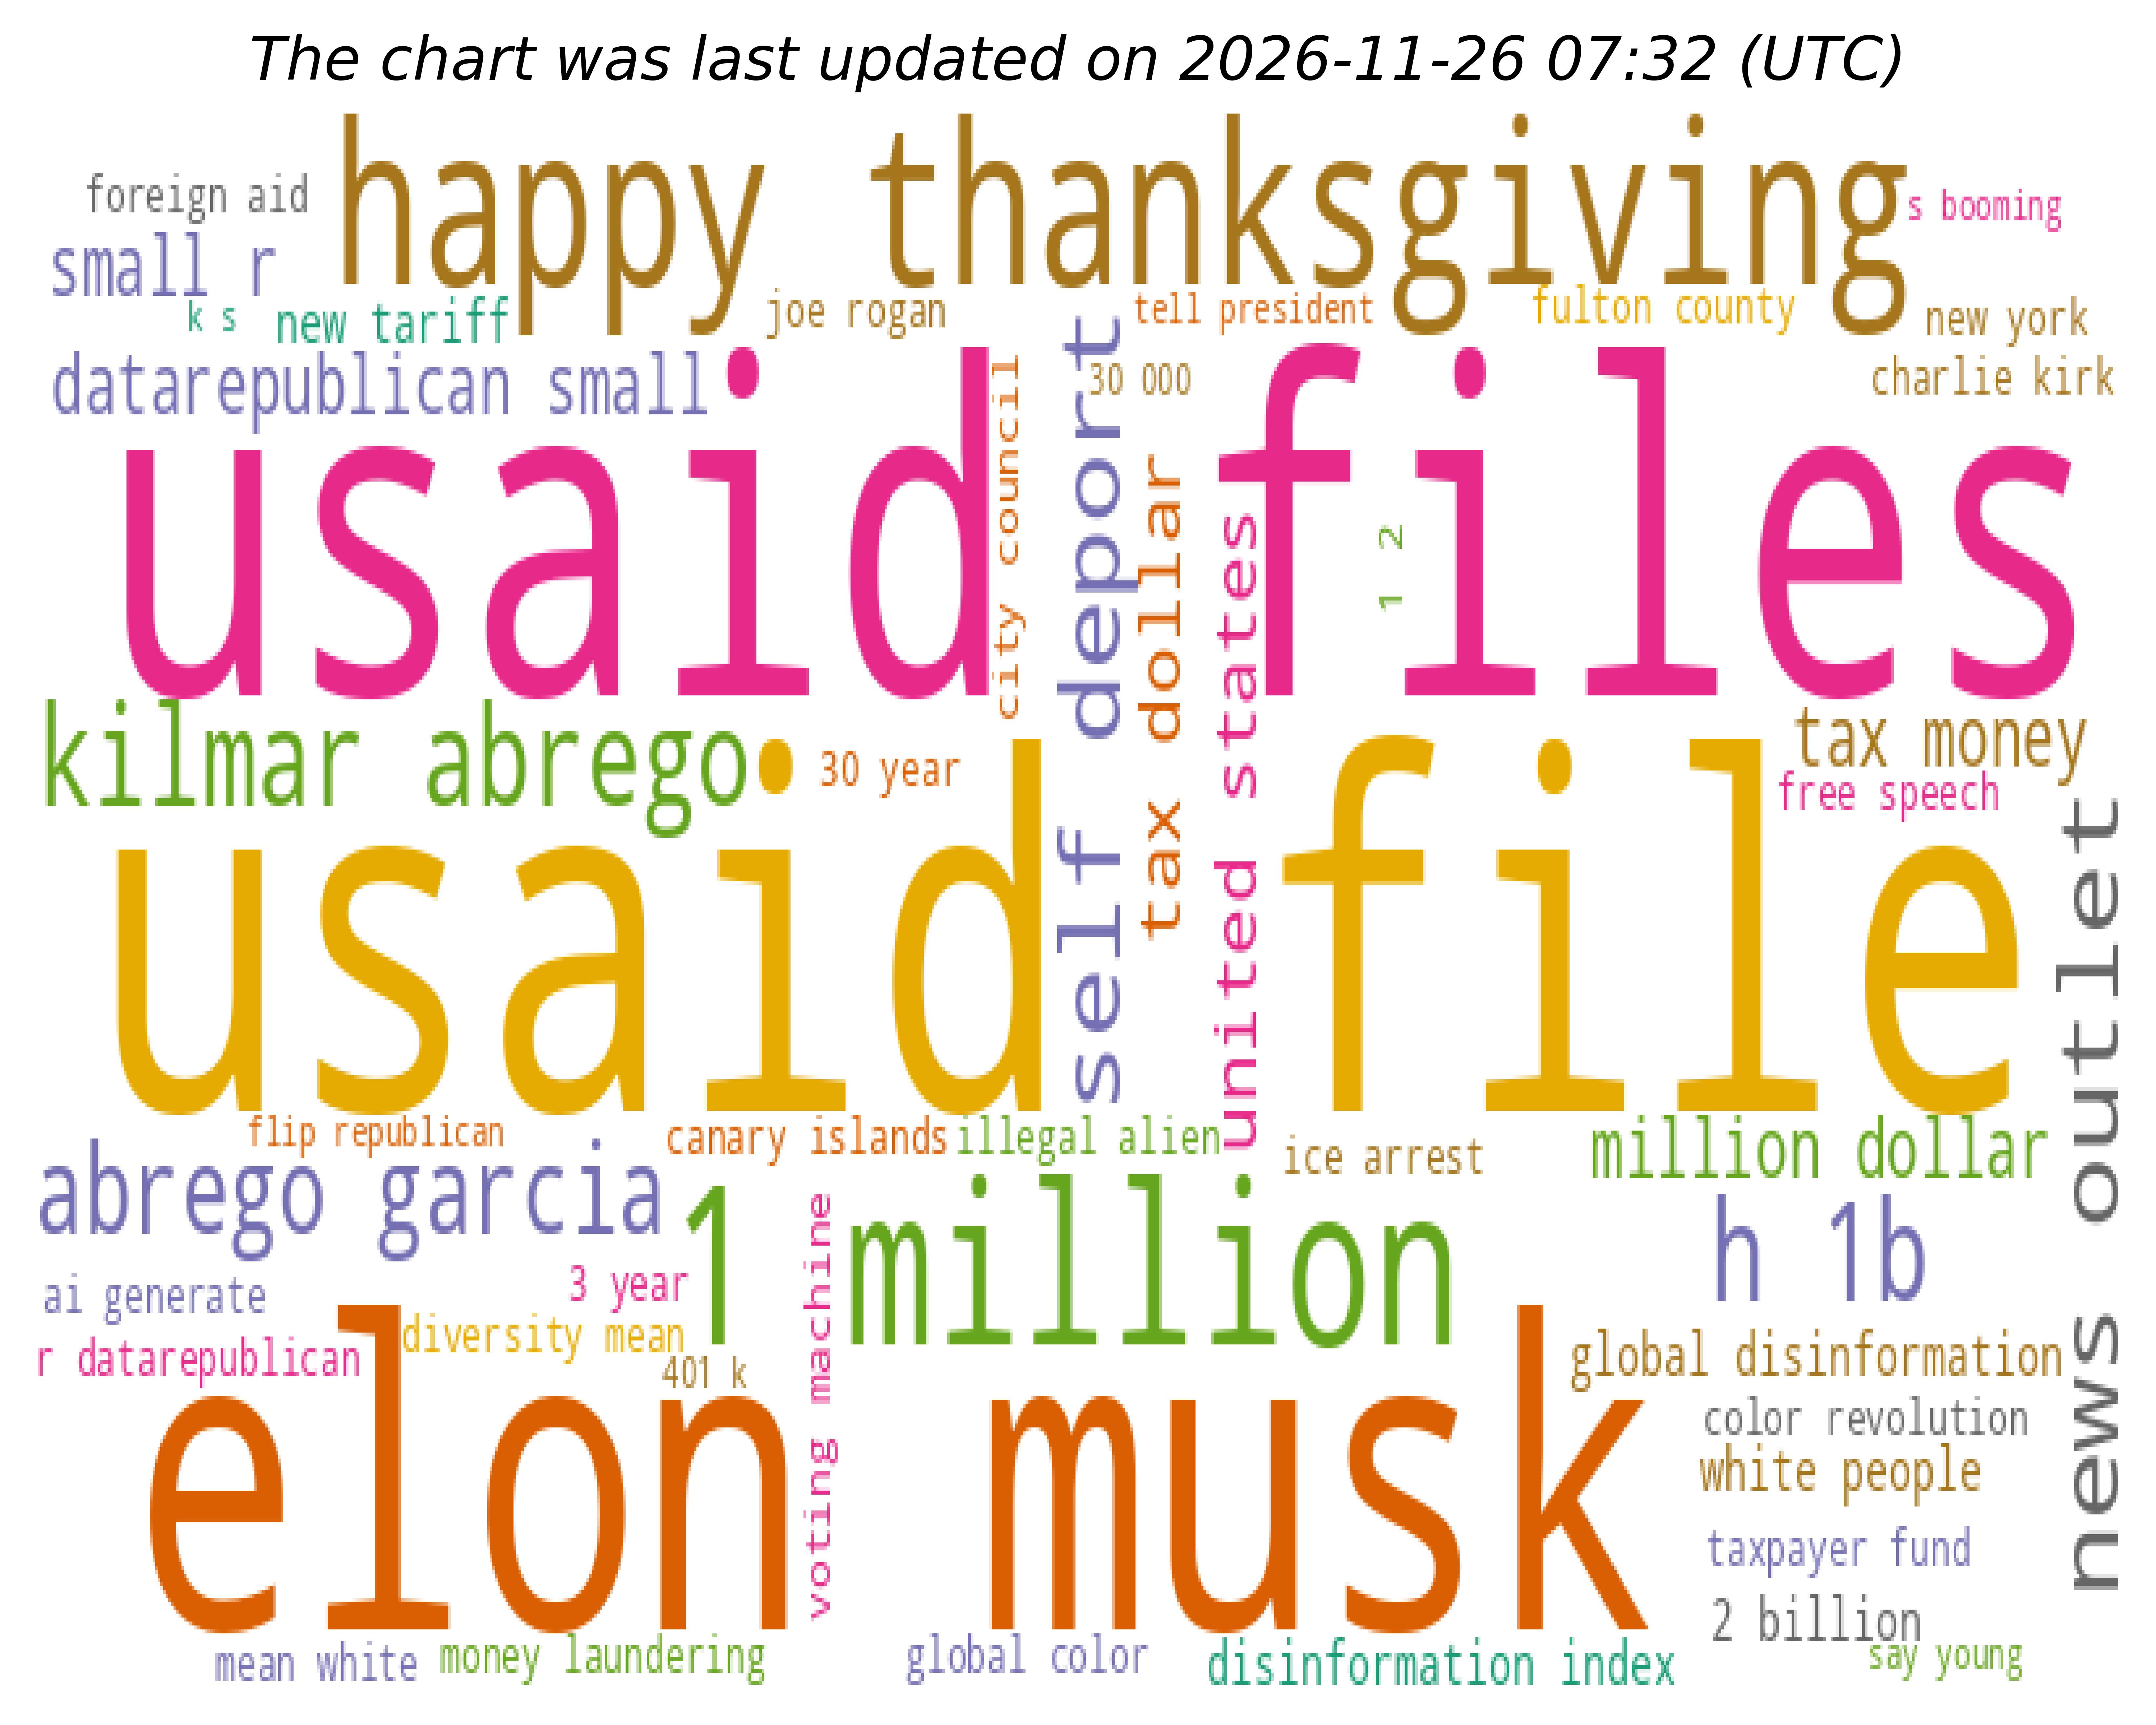 The chart was last updated on 2026-11-26 07:32 (UTC)
happy thanksgiving
foreign aid
s booming
small r
k s
new tariff
joe rogan
tell president
fulton county
new york
datarepublican small
30 000
charlie kirk
usaid files
city council
self deport
tax dollar
united states
1 2
kilmar abrego
30 year
tax money
free speech
usaid file
news outlet
flip republican
canary islands
illegal alien
ice arrest
million dollar
abrego garcia
1 million
h 1b
ai generate
3 year
voting machine
r datarepublican
diversity mean
401 k
global disinformation
elon musk
color revolution
white people
taxpayer fund
2 billion
mean white
money laundering
global color
disinformation index
say young